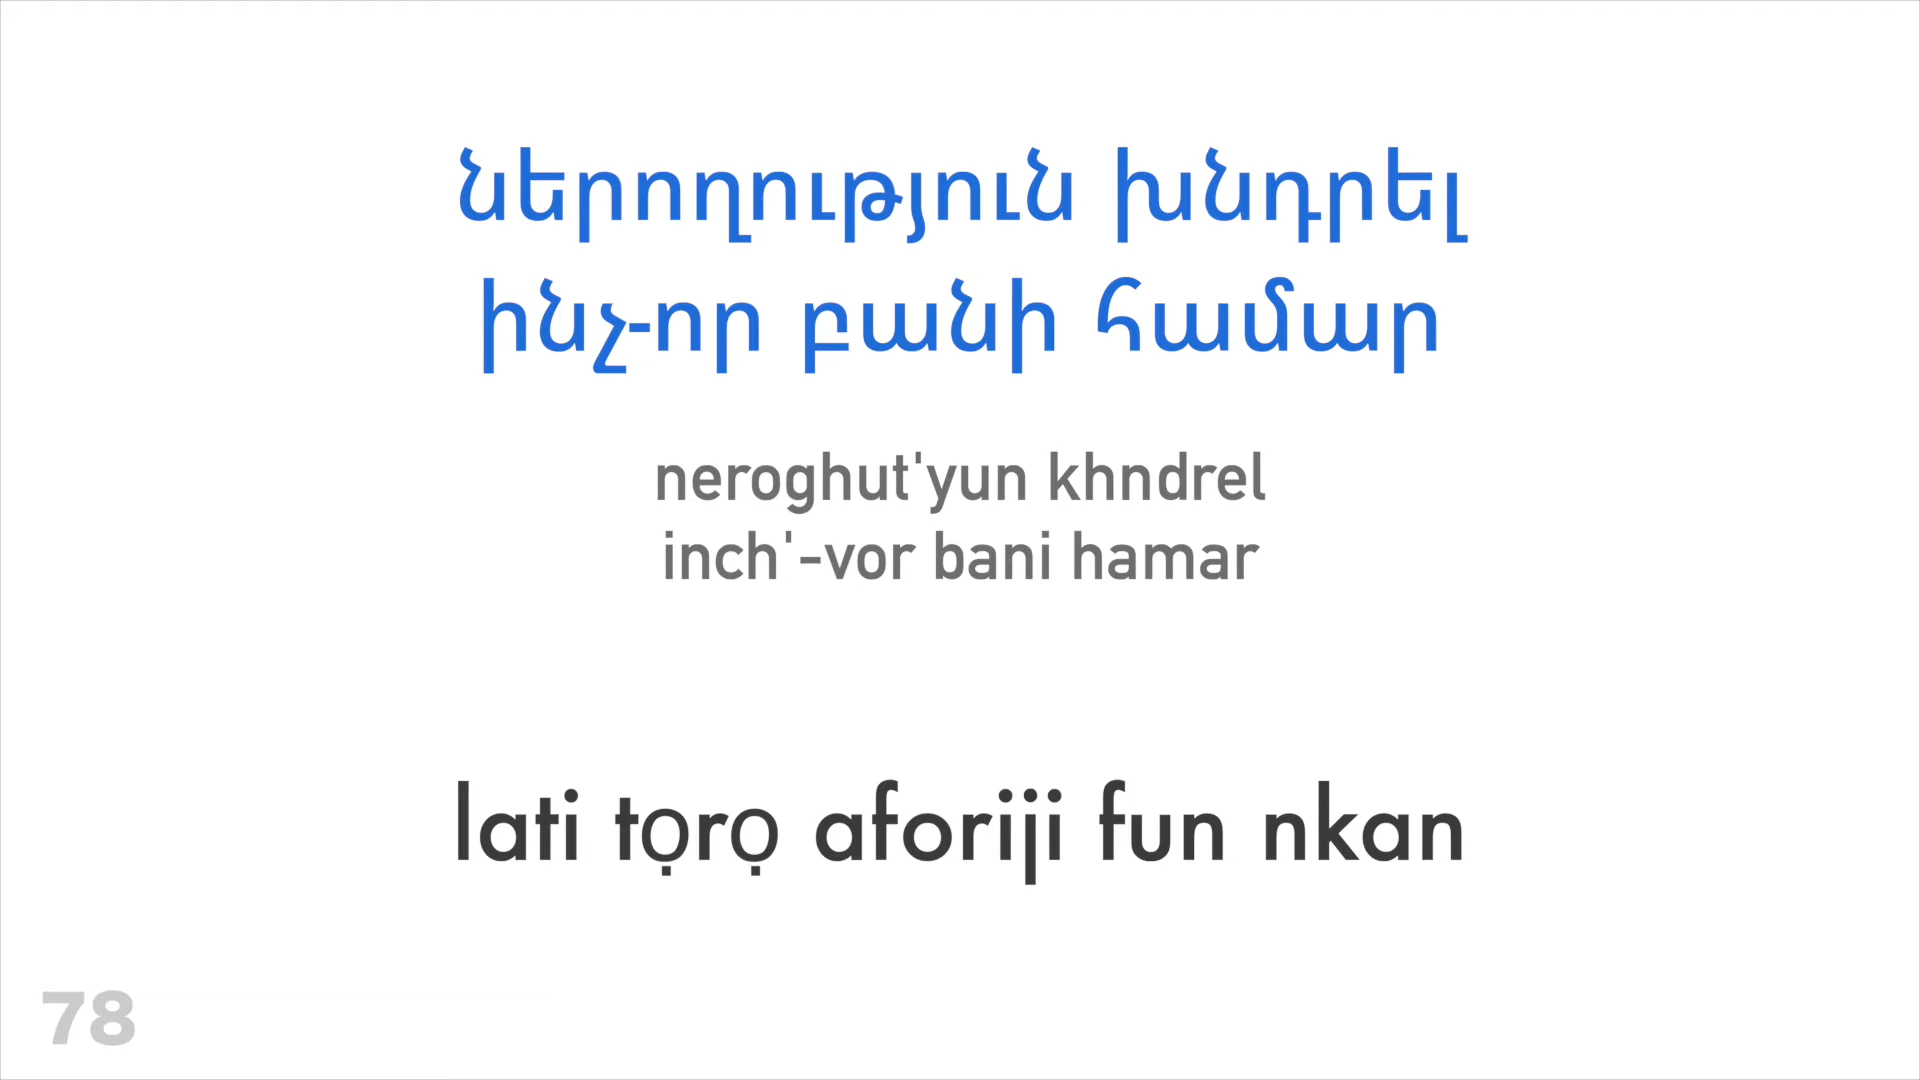 ներողություն խնդրել
ինչ-որ բանի համար
neroghut'yun khndrel
inch'-vor bani hamar
lati tọrọ aforiji fun nkan
78